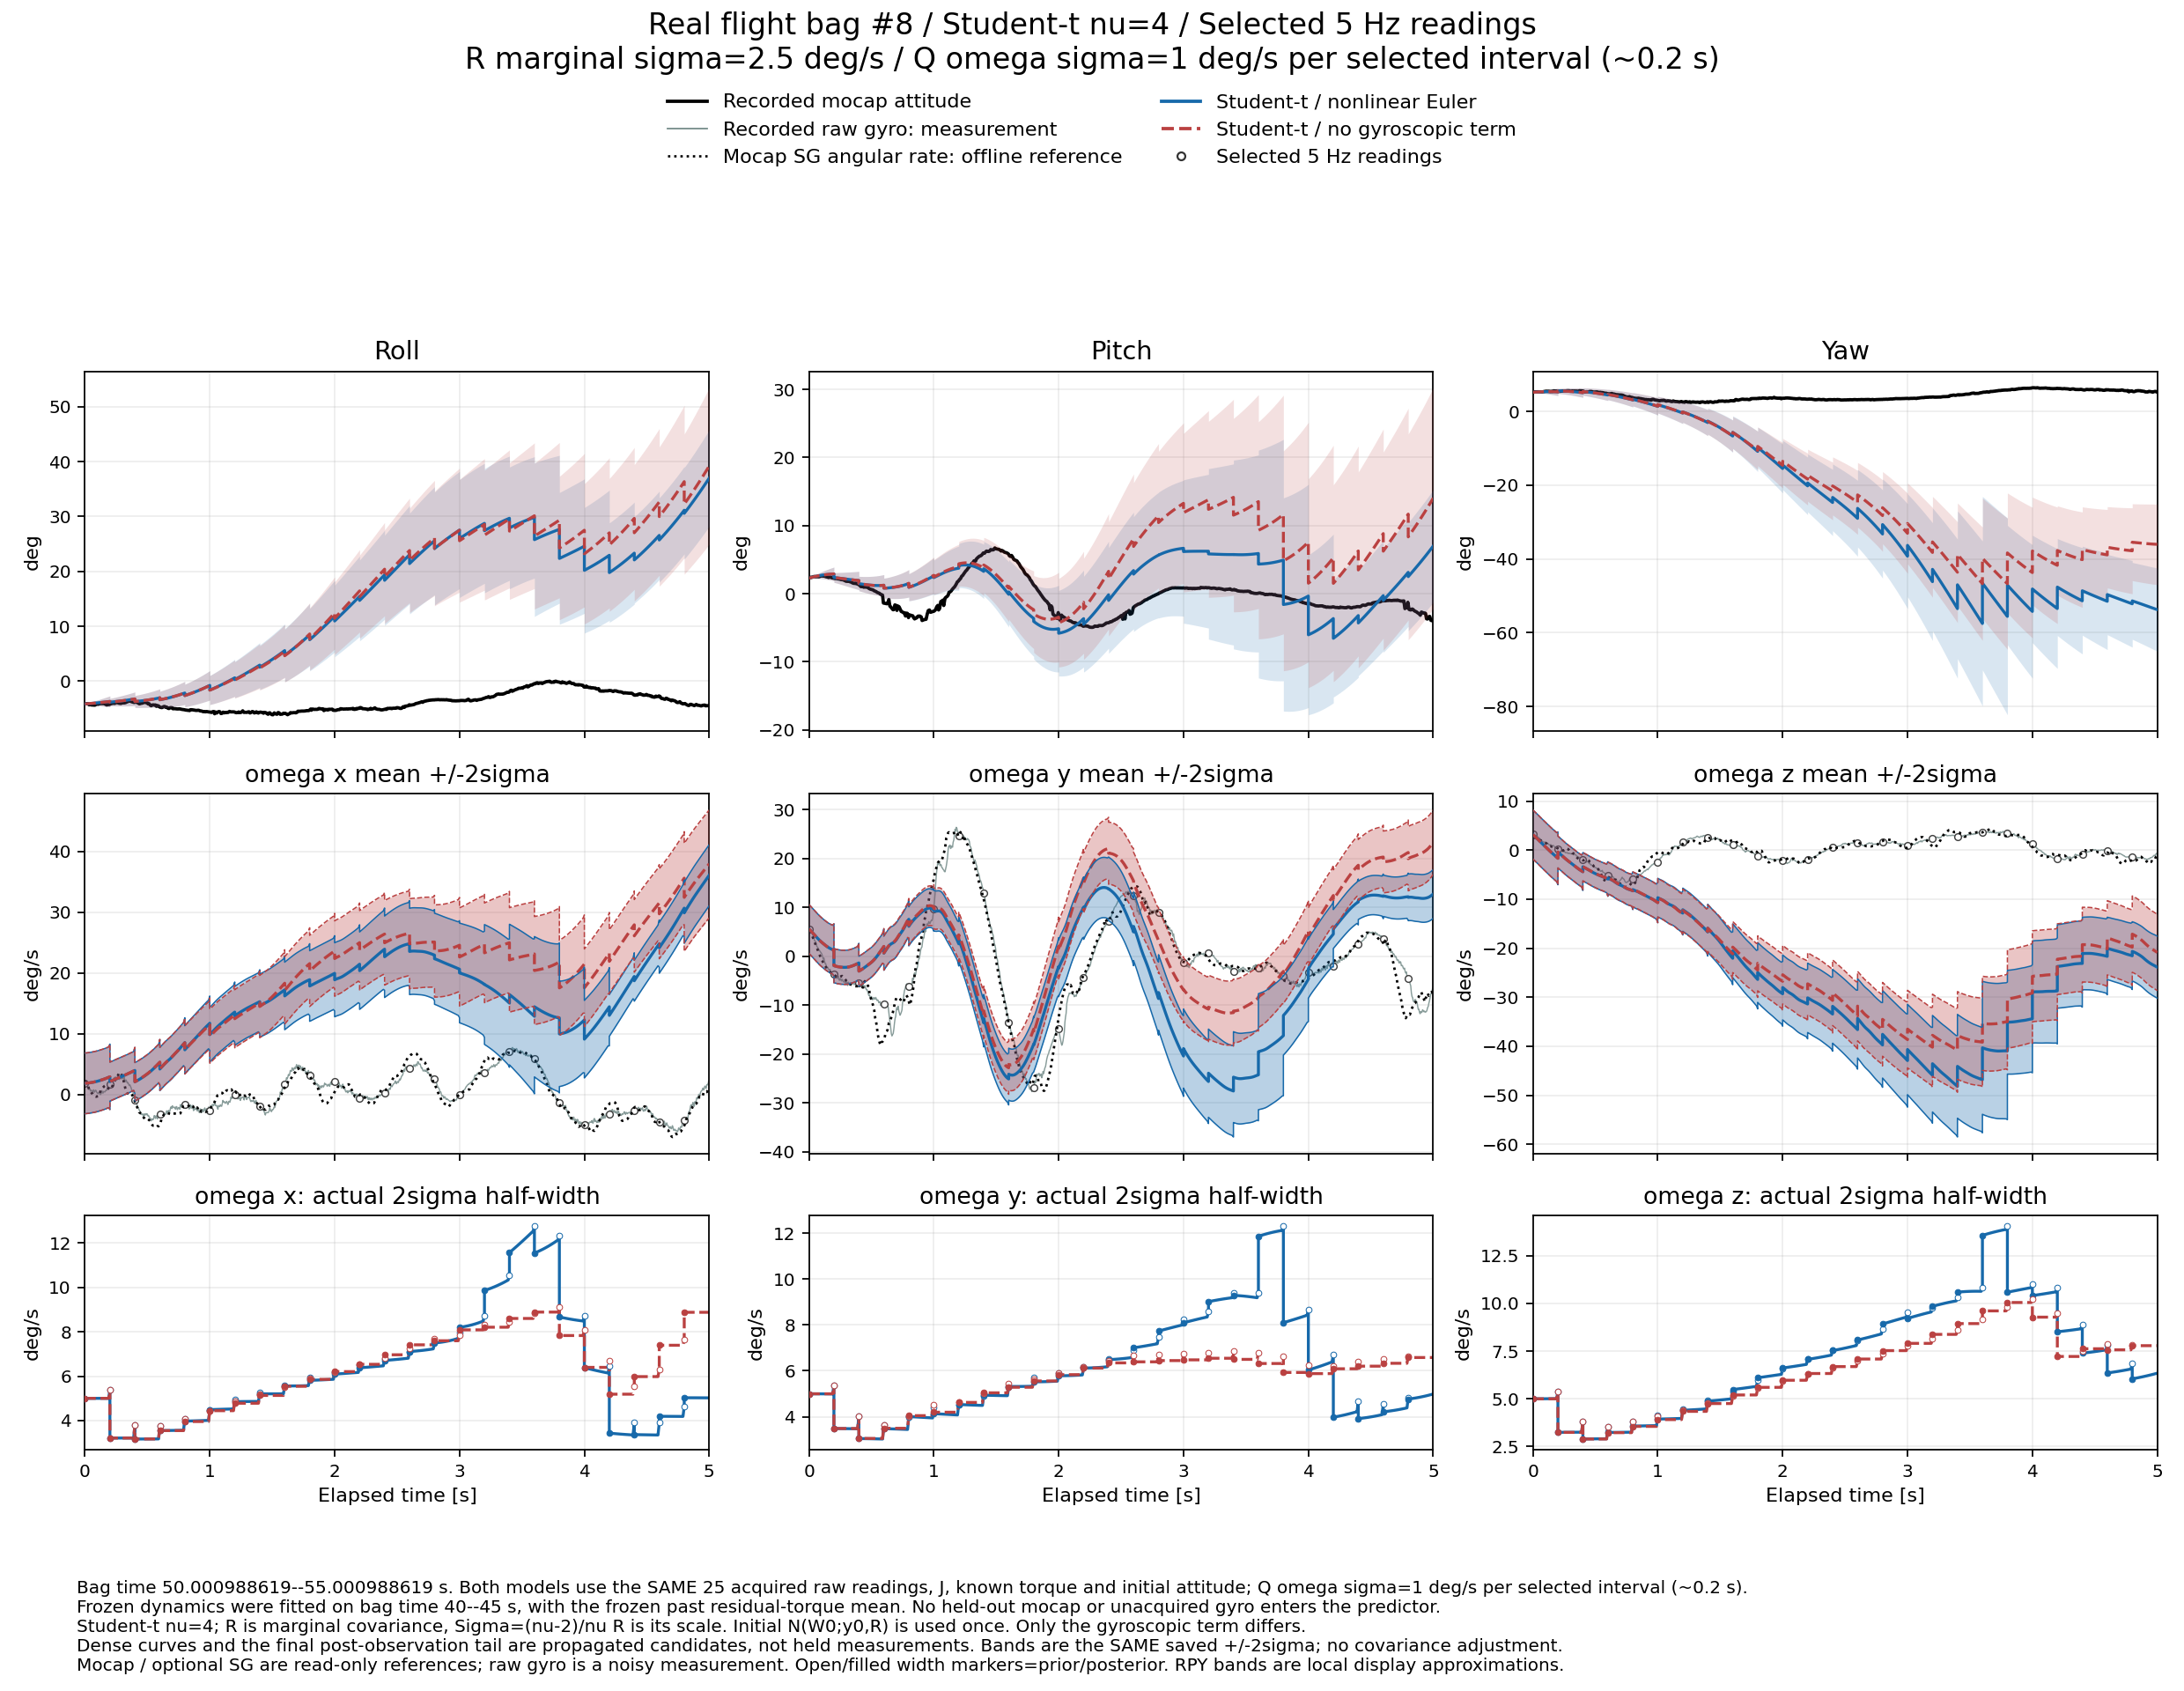 Real flight bag #8 / Student-t nu=4 / Selected 5 Hz readings
R marginal sigma=2.5 deg/s / Q omega sigma=1 deg/s per selected interval (~0.2 s)
Recorded mocap attitude
Recorded raw gyro: measurement
Mocap SG angular rate: offline reference
Student-t / nonlinear Euler
Student-t / no gyroscopic term
Selected 5 Hz readings
Roll
50
40
30
20
10
0
deg
Pitch
30
20
10
0
−10
−20
deg
Yaw
0
−20
−40
−60
−80
deg
omega x mean +/-2sigma
40
30
20
10
0
deg/s
omega y mean +/-2sigma
30
20
10
0
−10
−20
−30
−40
deg/s
omega z mean +/-2sigma
10
0
−10
−20
−30
−40
−50
−60
deg/s
omega x: actual 2sigma half-width
12
10
8
6
4
deg/s
0 1 2 3 4 5
Elapsed time [s]
omega y: actual 2sigma half-width
12
10
8
6
4
deg/s
0 1 2 3 4 5
Elapsed time [s]
omega z: actual 2sigma half-width
12.5
10.0
7.5
5.0
2.5
deg/s
0 1 2 3 4 5
Elapsed time [s]
Bag time 50.000988619--55.000988619 s. Both models use the SAME 25 acquired raw readings, J, known torque and initial attitude; Q omega sigma=1 deg/s per selected interval (~0.2 s).
Frozen dynamics were fitted on bag time 40--45 s, with the frozen past residual-torque mean. No held-out mocap or unacquired gyro enters the predictor.
Student-t nu=4; R is marginal covariance, Sigma=(nu-2)/nu R is its scale. Initial N(W0;y0,R) is used once. Only the gyroscopic term differs.
Dense curves and the final post-observation tail are propagated candidates, not held measurements. Bands are the SAME saved +/-2sigma; no covariance adjustment.
Mocap / optional SG are read-only references; raw gyro is a noisy measurement. Open/filled width markers=prior/posterior. RPY bands are local display approximations.